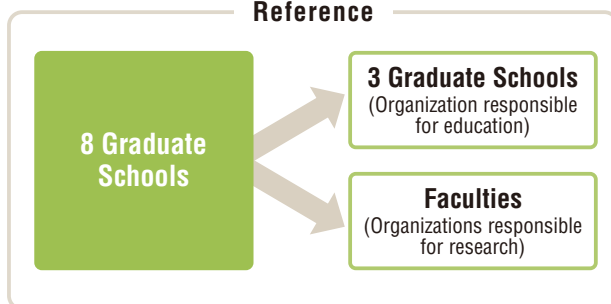 Reference
8 Graduate
Schools
3 Graduate Schools
(Organization responsible
for education)
Faculties
(Organizations responsible
for research)